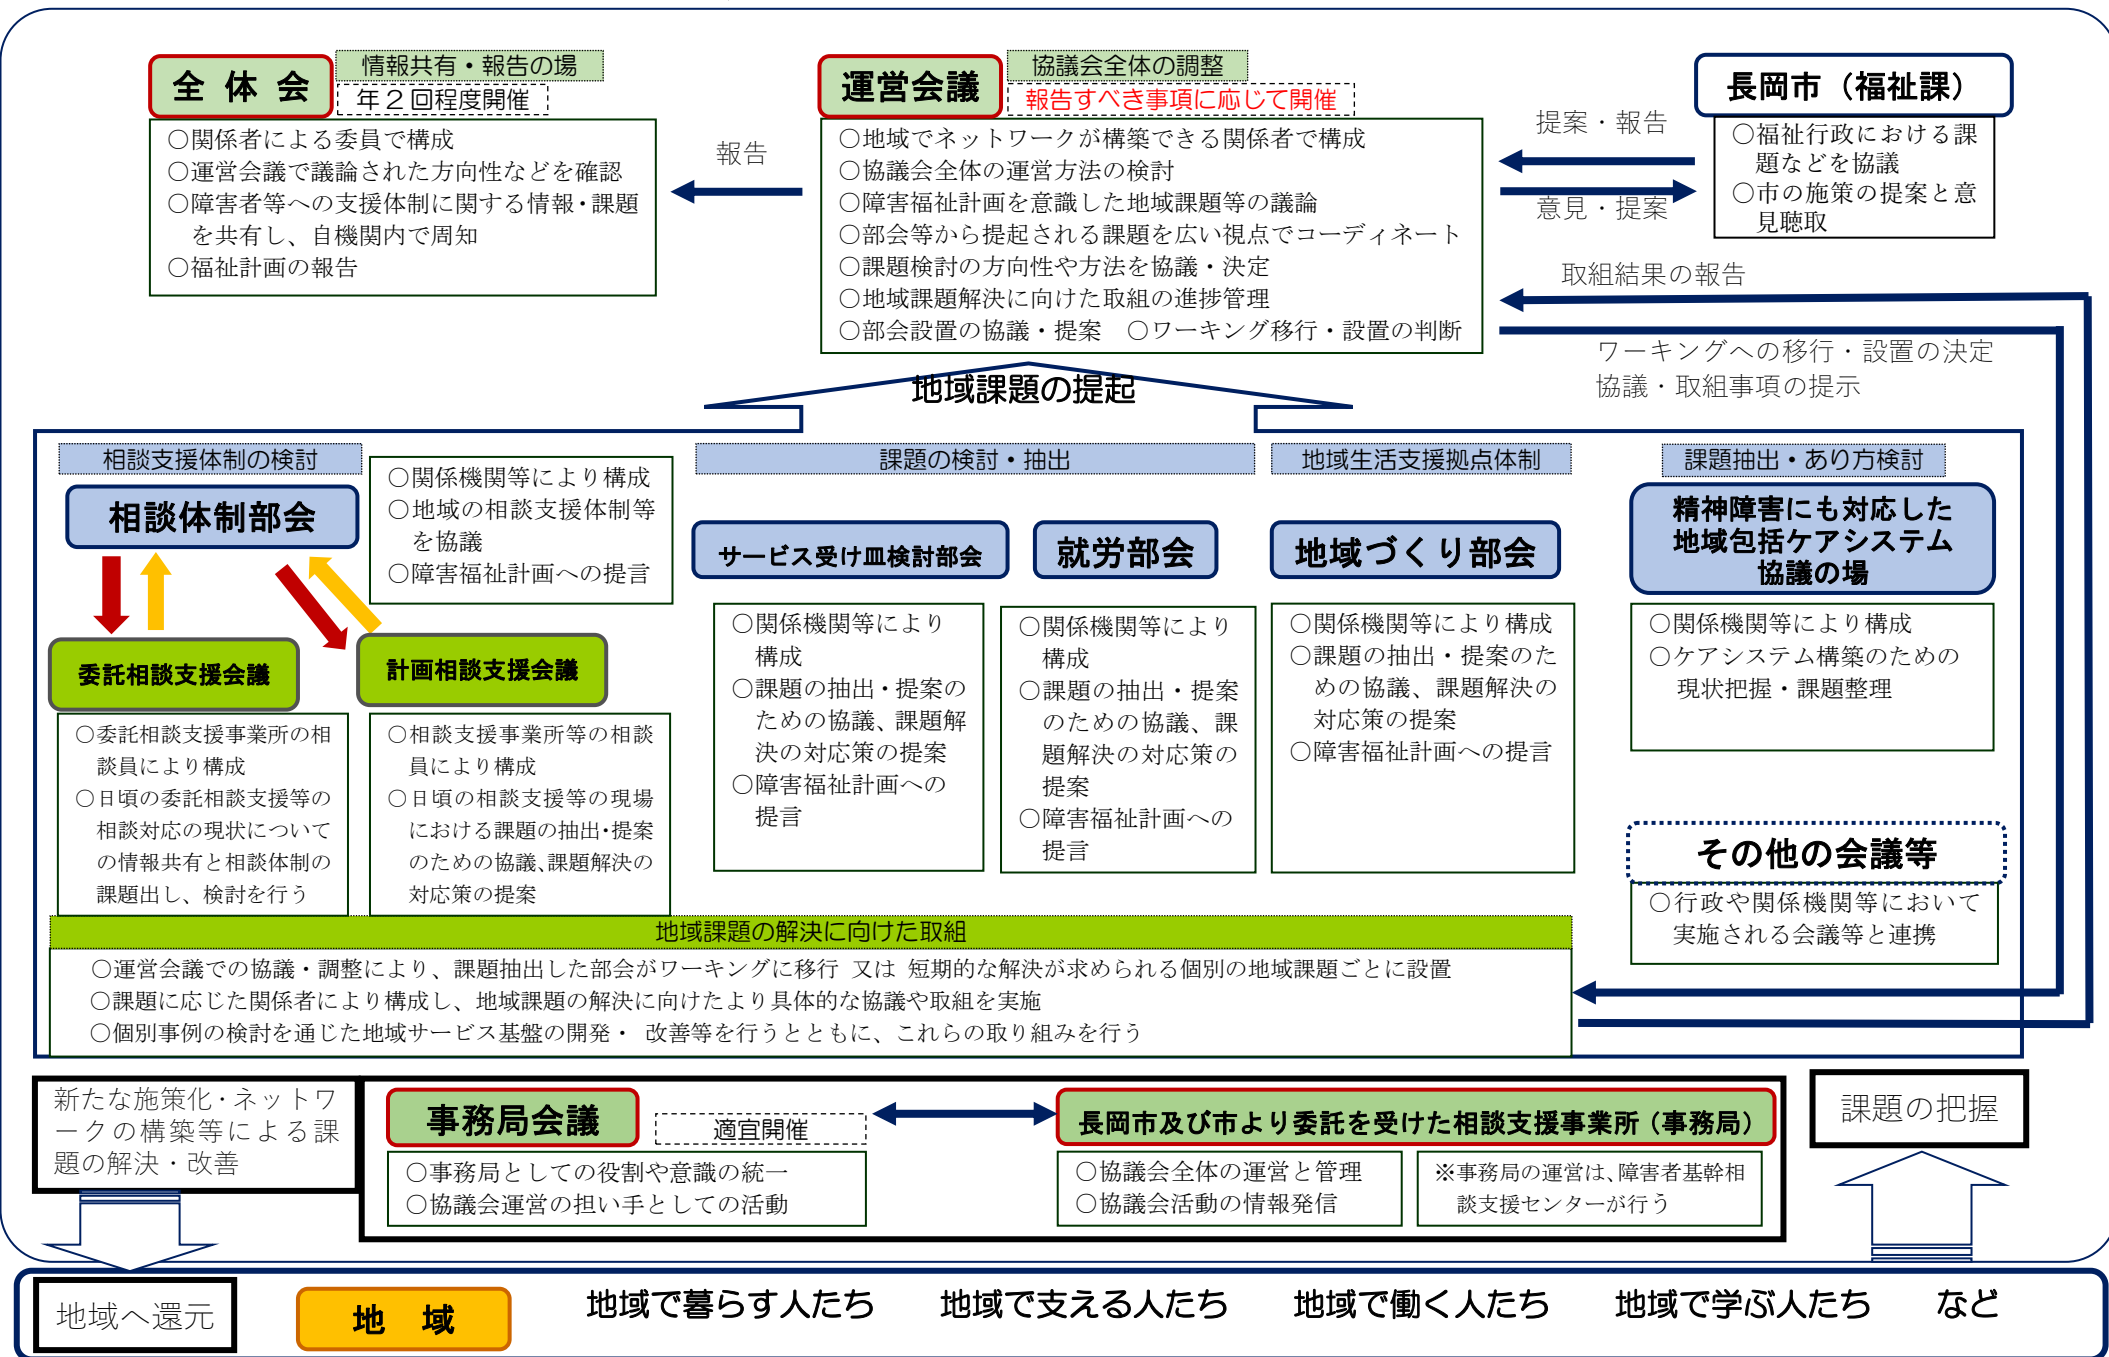 全 体 会
情報共有・報告の場
年２回程度開催
○関係者による委員で構成
○運営会議で議論された方向性などを確認
○障害者等への支援体制に関する情報・課題
を共有し、自機関内で周知
○福祉計画の報告
報告
運営会議
協議会全体の調整
報告すべき事項に応じて開催
○地域でネットワークが構築できる関係者で構成
○協議会全体の運営方法の検討
○障害福祉計画を意識した地域課題等の議論
○部会等から提起される課題を広い視点でコーディネート
○課題検討の方向性や方法を協議・決定
○地域課題解決に向けた取組の進捗管理
○部会設置の協議・提案　○ワーキング移行・設置の判断
提案・報告
意見・提案
長岡市（福祉課）
○福祉行政における課
題などを協議
○市の施策の提案と意
見聴取
取組結果の報告
ワーキングへの移行・設置の決定
協議・取組事項の提示
地域課題の提起
相談支援体制の検討
相談体制部会
○関係機関等により構成
○地域の相談支援体制等
を協議
○障害福祉計画への提言
委託相談支援会議
○委託相談支援事業所の相
談員により構成
○日頃の委託相談支援等の
相談対応の現状について
の情報共有と相談体制の
課題出し、検討を行う
計画相談支援会議
○相談支援事業所等の相談
員により構成
○日頃の相談支援等の現場
における課題の抽出・提案
のための協議、課題解決の
対応策の提案
課題の検討・抽出
サービス受け皿検討部会
○関係機関等により
構成
○課題の抽出・提案の
ための協議、課題解
決の対応策の提案
○障害福祉計画への
提言
就労部会
○関係機関等により
構成
○課題の抽出・提案
のための協議、課
題解決の対応策の
提案
○障害福祉計画への
提言
地域生活支援拠点体制
地域づくり部会
○関係機関等により構成
○課題の抽出・提案のた
めの協議、課題解決の
対応策の提案
○障害福祉計画への提言
課題抽出・あり方検討
精神障害にも対応した
地域包括ケアシステム
協議の場
○関係機関等により構成
○ケアシステム構築のための
現状把握・課題整理
その他の会議等
○行政や関係機関等において
実施される会議等と連携
地域課題の解決に向けた取組
○運営会議での協議・調整により、課題抽出した部会がワーキングに移行 又は 短期的な解決が求められる個別の地域課題ごとに設置
○課題に応じた関係者により構成し、地域課題の解決に向けたより具体的な協議や取組を実施
○個別事例の検討を通じた地域サービス基盤の開発・ 改善等を行うとともに、これらの取り組みを行う
新たな施策化・ネットワ
ークの構築等による課
題の解決・改善
事務局会議
適宜開催
○事務局としての役割や意識の統一
○協議会運営の担い手としての活動
長岡市及び市より委託を受けた相談支援事業所（事務局）
○協議会全体の運営と管理
○協議会活動の情報発信
※事務局の運営は、障害者基幹相
談支援センターが行う
課題の把握
地域へ還元
地　域
地域で暮らす人たち　　地域で支える人たち　　地域で働く人たち　　地域で学ぶ人たち　　など